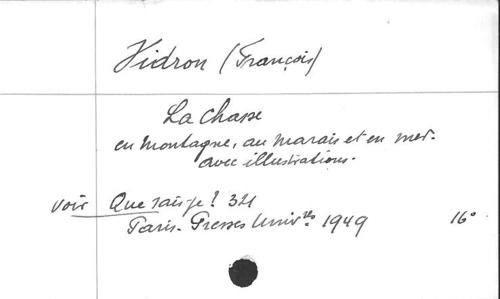 Vidron (François)
La Chasse
en montagne, au marais et en mer.
avec illustrations.
voir Que sais-je? 321
Paris. Presses Univ.res 1949 16°